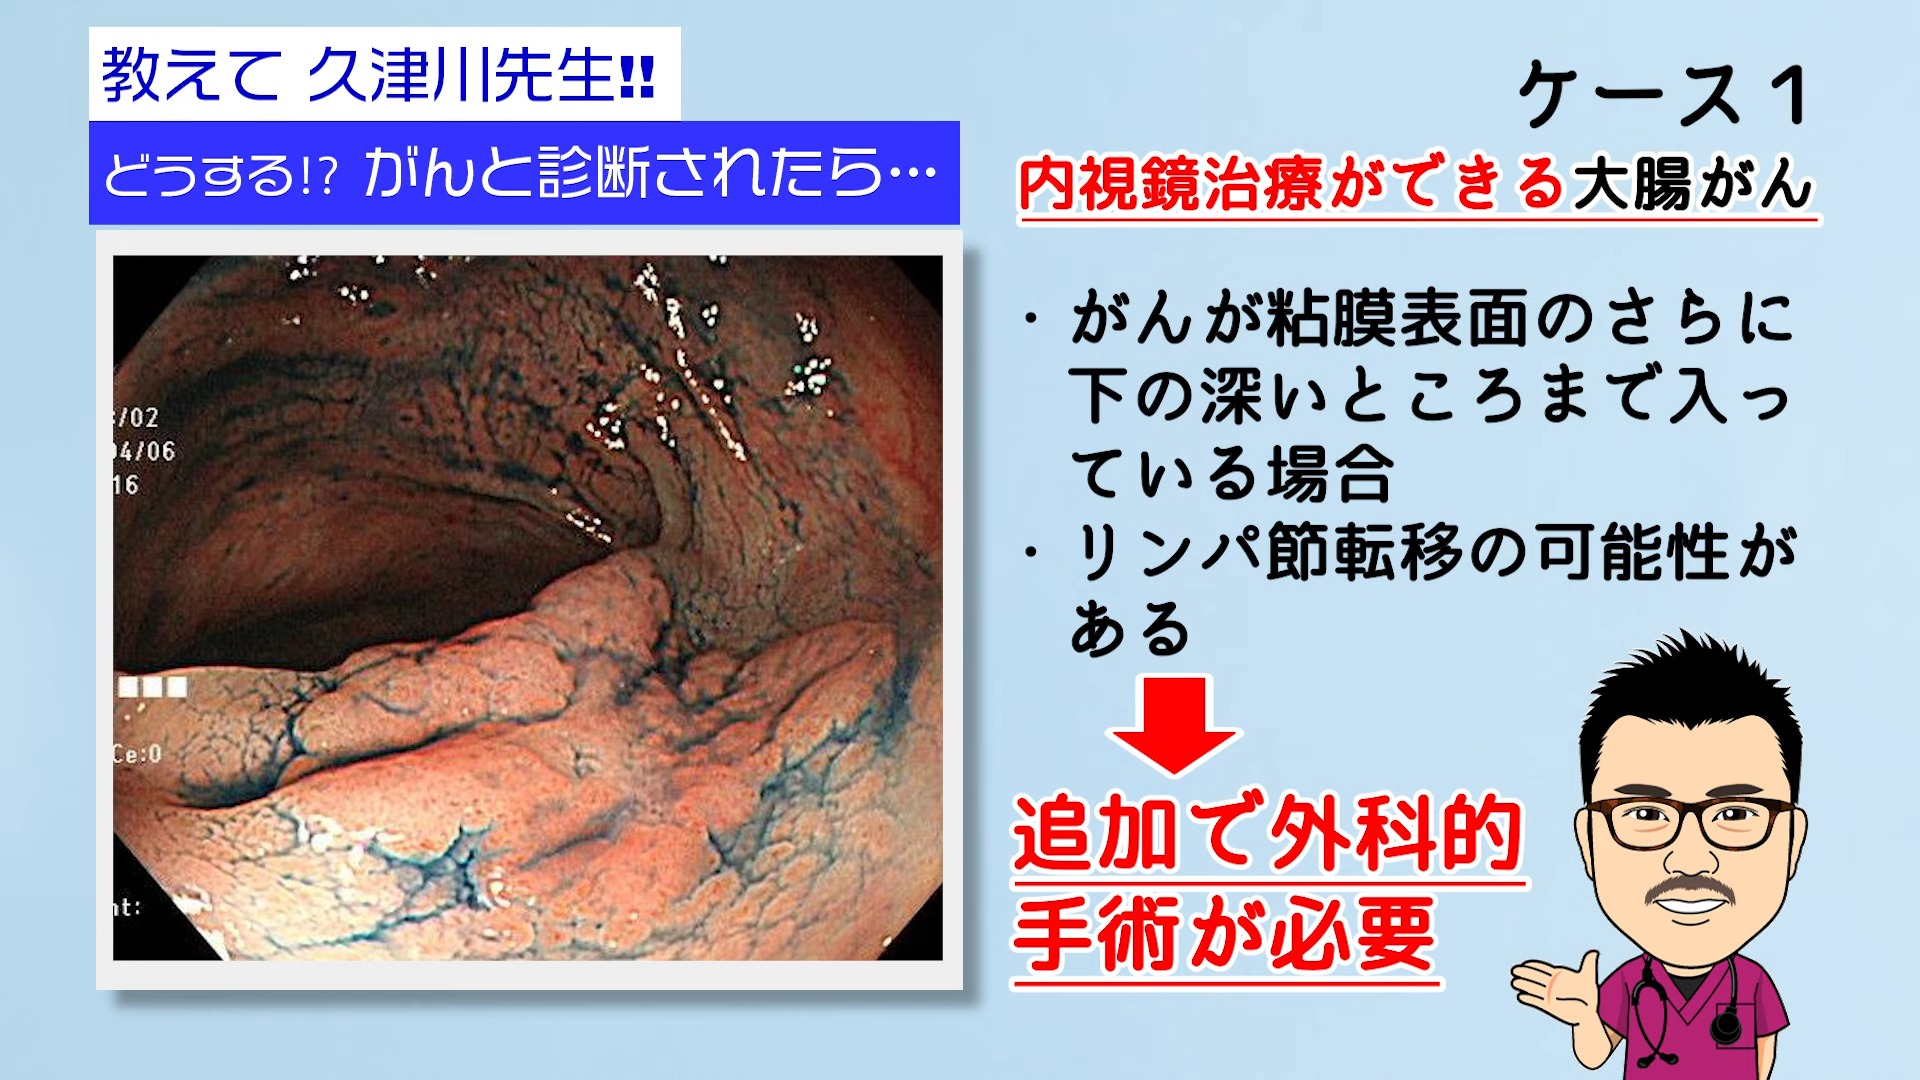 教えて 久津川先生!!
どうする!? がんと診断されたら…
ケース1
内視鏡治療ができる大腸がん
・がんが粘膜表面のさらに
下の深いところまで入っ
ている場合
・リンパ節転移の可能性が
ある
追加で外科的
手術が必要
/02
04/06
16
Ce:0
nt: